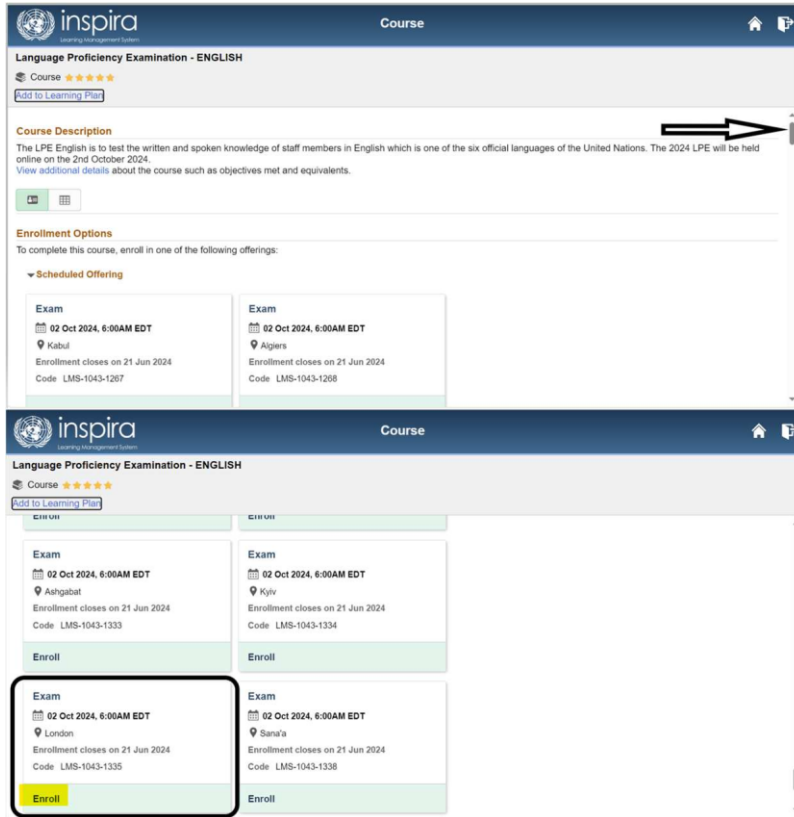 inspira
Learning Management System
Course
Language Proficiency Examination - ENGLISH
Course
Add to Learning Plan
Course Description
The LPE English is to test the written and spoken knowledge of staff members in English which is one of the six official languages of the United Nations. The 2024 LPE will be held
online on the 2nd October 2024.
View additional details about the course such as objectives met and equivalents.
Enrollment Options
To complete this course, enroll in one of the following offerings:
Scheduled Offering
Exam
02 Oct 2024, 6:00AM EDT
Kabul
Enrollment closes on 21 Jun 2024
Code LMS-1043-1267
Exam
02 Oct 2024, 6:00AM EDT
Algiers
Enrollment closes on 21 Jun 2024
Code LMS-1043-1268
inspira
Learning Management System
Course
Language Proficiency Examination - ENGLISH
Course
Add to Learning Plan
Enroll
Enroll
Exam
02 Oct 2024, 6:00AM EDT
Ashgabat
Enrollment closes on 21 Jun 2024
Code LMS-1043-1333
Enroll
Exam
02 Oct 2024, 6:00AM EDT
Kyiv
Enrollment closes on 21 Jun 2024
Code LMS-1043-1334
Enroll
Exam
02 Oct 2024, 6:00AM EDT
London
Enrollment closes on 21 Jun 2024
Code LMS-1043-1335
Enroll
Exam
02 Oct 2024, 6:00AM EDT
Sana'a
Enrollment closes on 21 Jun 2024
Code LMS-1043-1338
Enroll